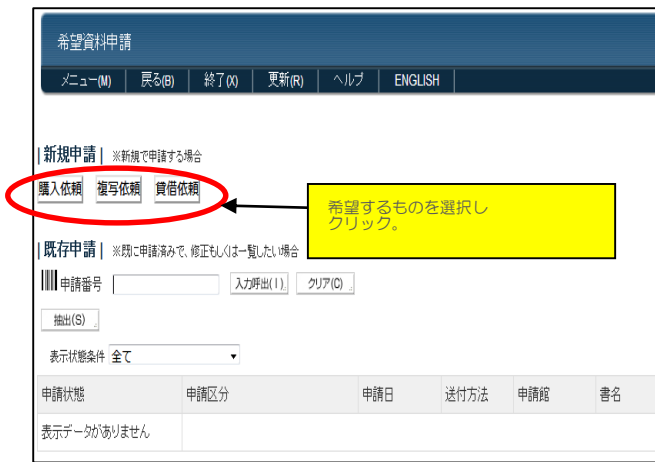 希望資料申請
メニュー(M) 戻る(B) 終了(X) 更新(R) ヘルプ ENGLISH
|新規申請| ※新規で申請する場合
購入依頼 複写依頼 貸借依頼
希望するものを選択し
クリック。
|既存申請| ※既に申請済みで、修正もしくは一覧したい場合
申請番号 入力呼出(I) クリア(C)
抽出(S)
表示状態条件 全て
申請状態 申請区分 申請日 送付方法 申請館 書名
表示データがありません